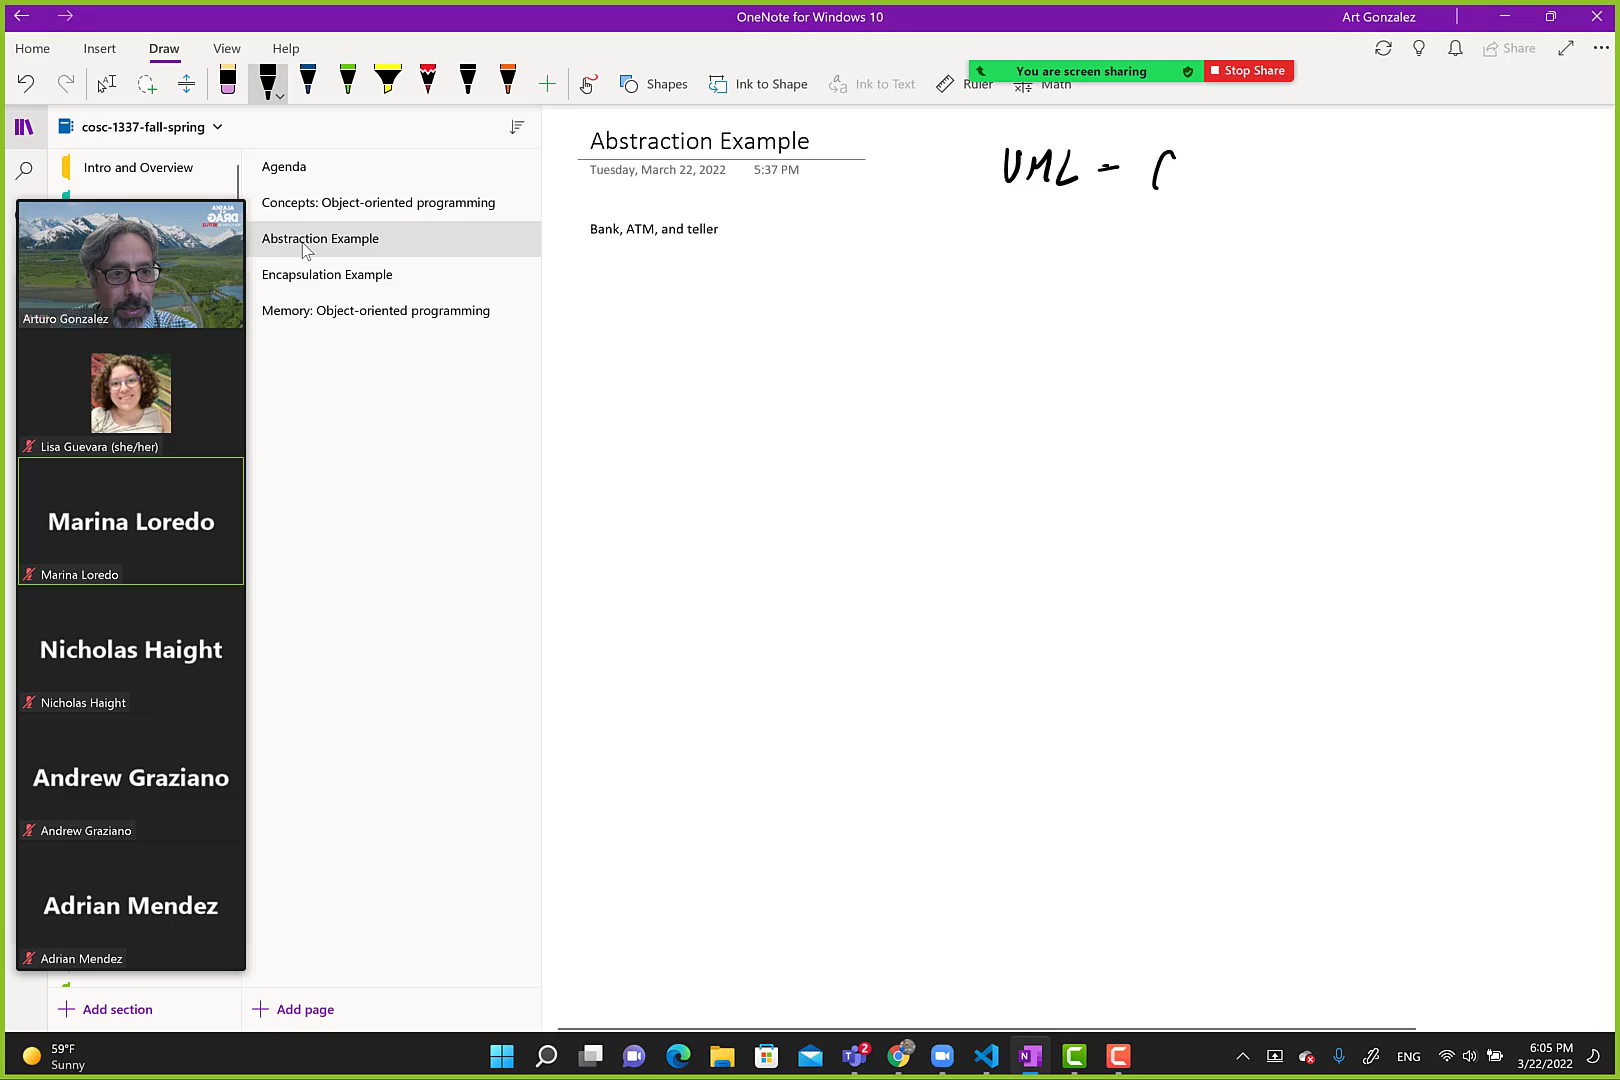 OneNote for Windows 10
Art Gonzalez
Home Insert Draw View Help
Share
Shapes Ink to Shape Ink to Text Ruler Math
You are screen sharing Stop Share
cosc-1337-fall-spring
Intro and Overview
Agenda
Concepts: Object-oriented programming
Abstraction Example
Encapsulation Example
Memory: Object-oriented programming
Abstraction Example
Tuesday, March 22, 2022 5:37 PM
UML - (
Bank, ATM, and teller
ALASKA
DRAG
Arturo Gonzalez
Lisa Guevara (she/her)
Marina Loredo
Marina Loredo
Nicholas Haight
Nicholas Haight
Andrew Graziano
Andrew Graziano
Adrian Mendez
Adrian Mendez
Add section
Add page
59°F
Sunny
2
ENG
6:05 PM
3/22/2022